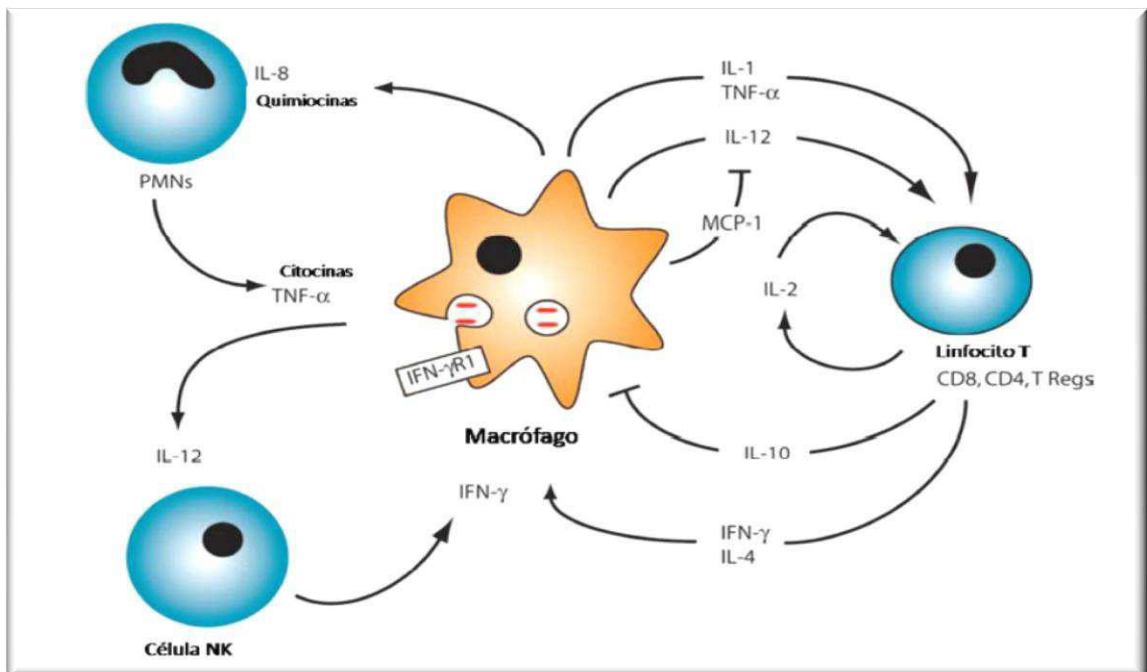 IL-8
Quimiocinas
PMNs
Citocinas
TNF-α
IL-12
Célula NK
IFN-γ
IFN-γR1
Macrófago
IL-1
TNF-α
IL-12
MCP-1
IL-2
Linfocito T
CD8, CD4, T Regs
IL-10
IFN-γ
IL-4